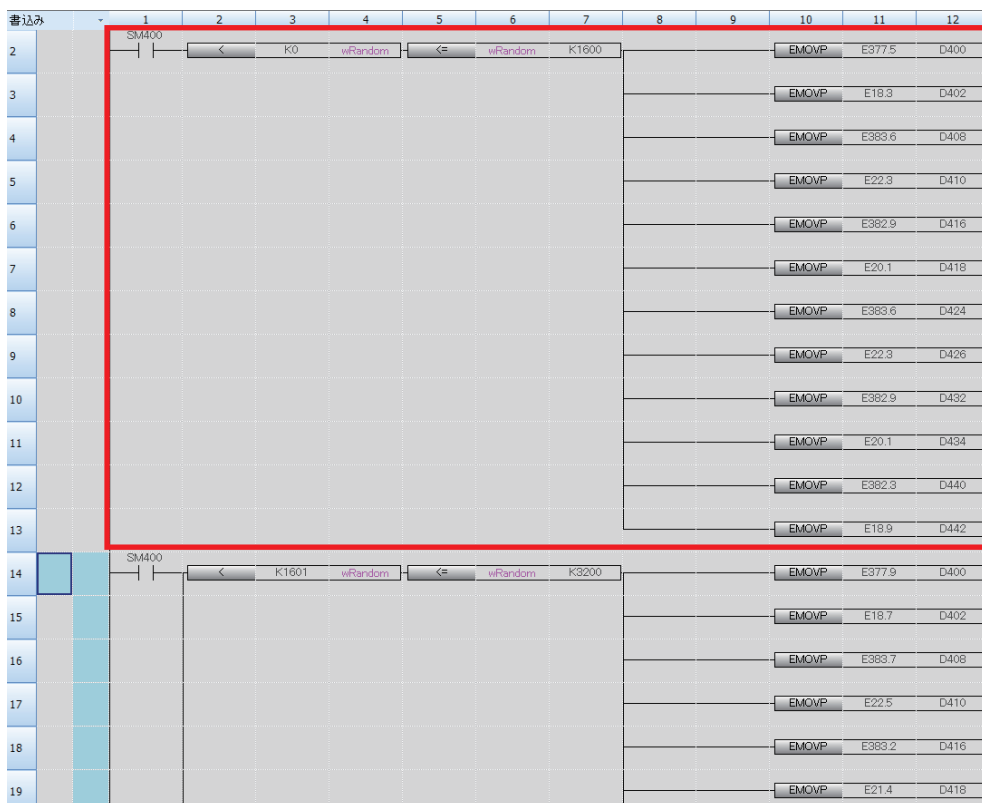 書込み 1 2 3 4 5 6 7 8 9 10 11 12
SM400
2 < K0 wRandom <= wRandom K1600 EMOVP E377.5 D400
3 EMOVP E18.3 D402
4 EMOVP E383.6 D408
5 EMOVP E22.3 D410
6 EMOVP E382.9 D416
7 EMOVP E20.1 D418
8 EMOVP E383.6 D424
9 EMOVP E22.3 D426
10 EMOVP E382.9 D432
11 EMOVP E20.1 D434
12 EMOVP E382.3 D440
13 EMOVP E18.9 D442
SM400
14 < K1601 wRandom <= wRandom K3200 EMOVP E377.9 D400
15 EMOVP E18.7 D402
16 EMOVP E383.7 D408
17 EMOVP E22.5 D410
18 EMOVP E383.2 D416
19 EMOVP E21.4 D418